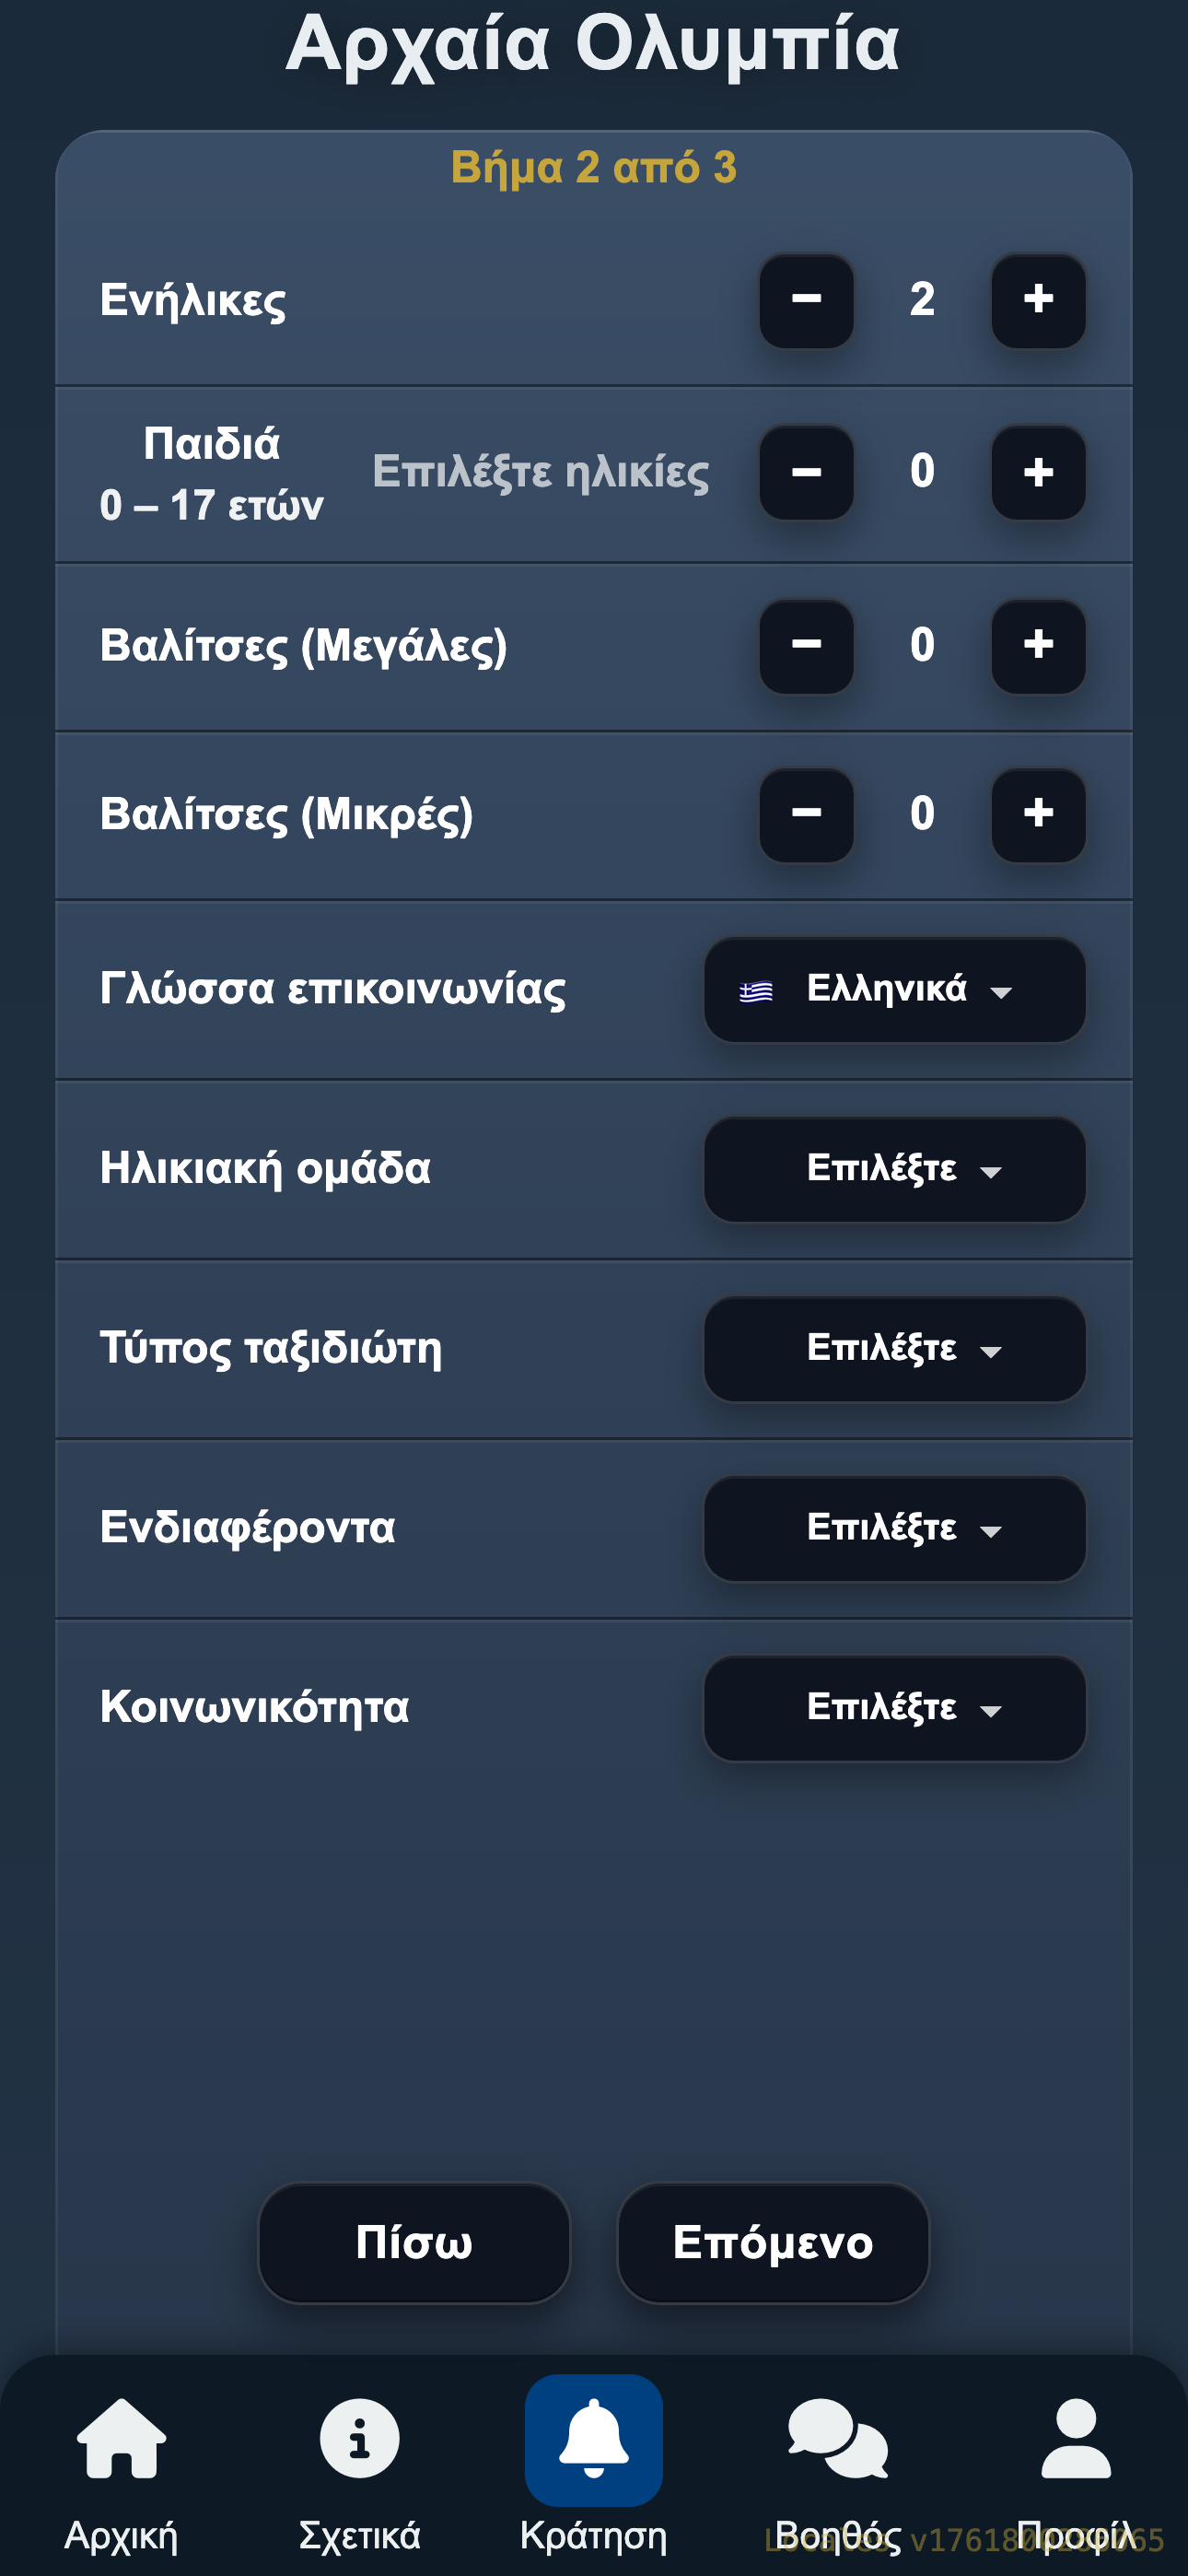 Αρχαία Ολυμπία
Βήμα 2 από 3
Ενήλικες
− 2 +
Παιδιά
0 – 17 ετών
Επιλέξτε ηλικίες
− 0 +
Βαλίτσες (Μεγάλες)
− 0 +
Βαλίτσες (Μικρές)
− 0 +
Γλώσσα επικοινωνίας
Ελληνικά
Ηλικιακή ομάδα
Επιλέξτε
Τύπος ταξιδιώτη
Επιλέξτε
Ενδιαφέροντα
Επιλέξτε
Κοινωνικότητα
Επιλέξτε
Πίσω
Επόμενο
Αρχική
Σχετικά
Κράτηση
Βοηθός
Προφίλ